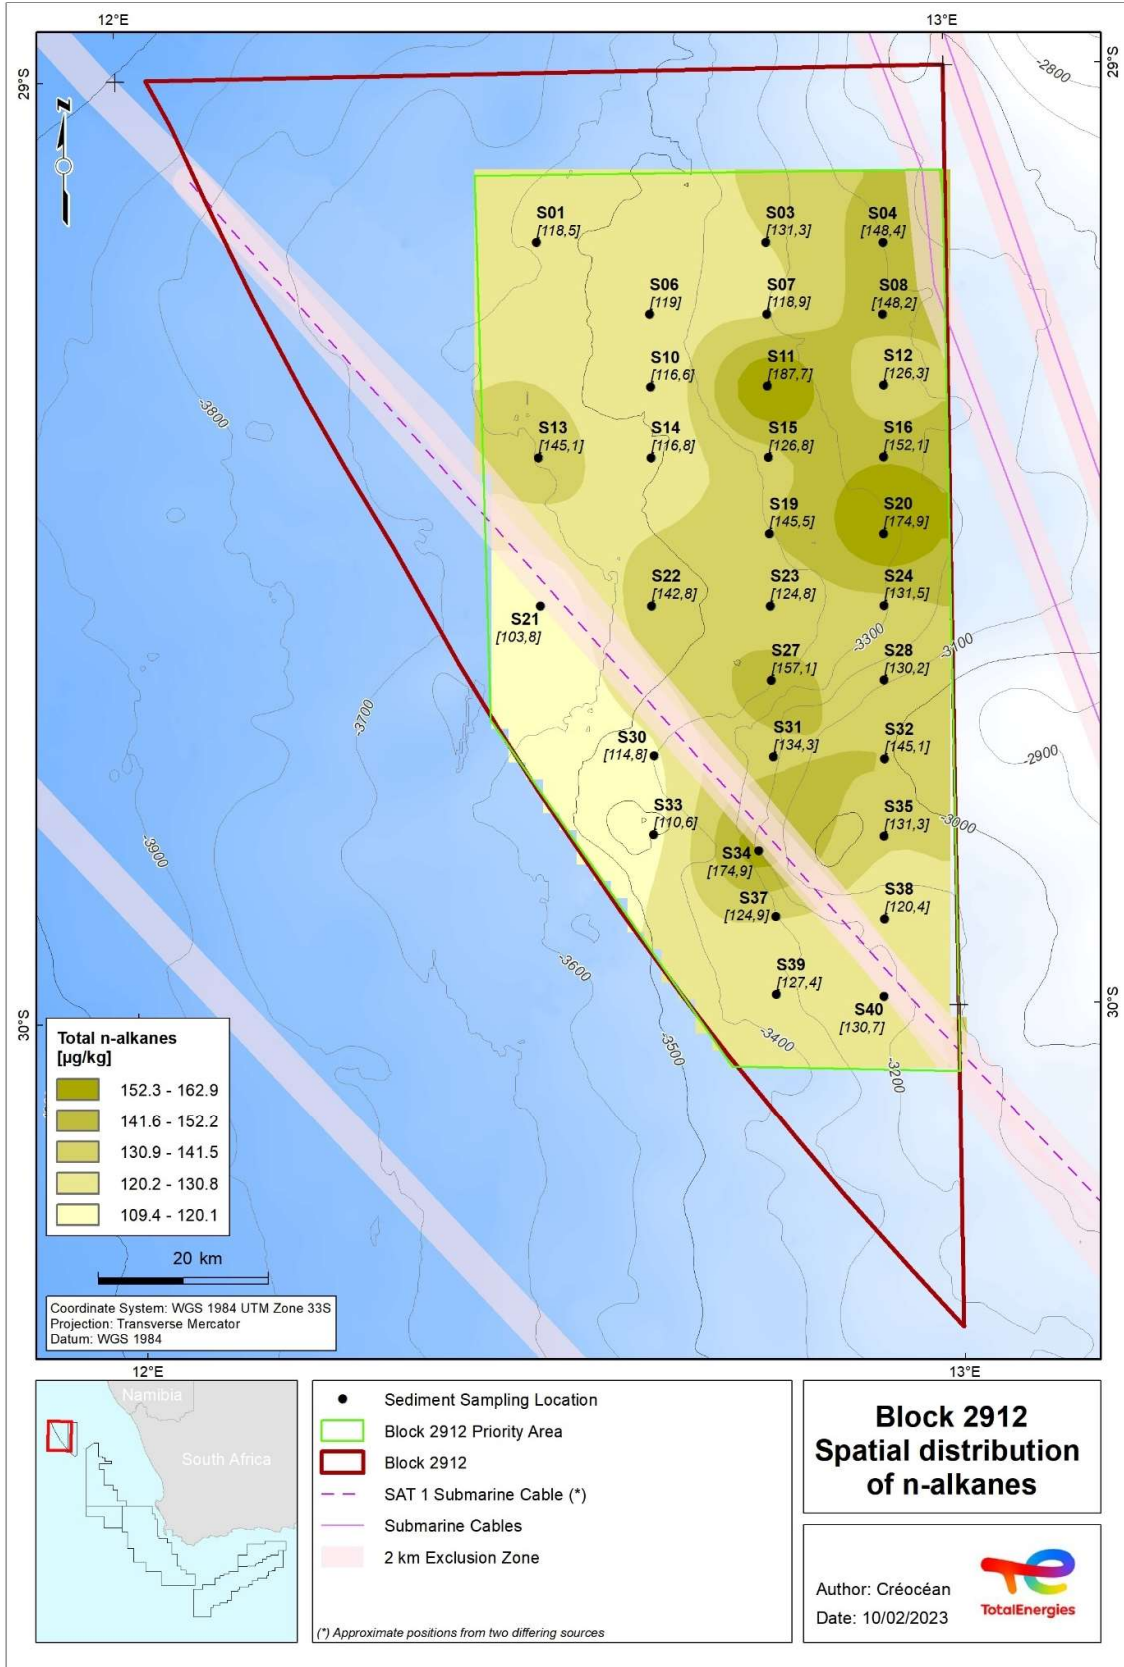 12°E
13°E
29°S
29°S
-2800
S01
[118,5]
S03
[131,3]
S04
[148,4]
S06
[119]
S07
[118,9]
S08
[148,2]
S10
[116,6]
S11
[187,7]
S12
[126,3]
-3800
S13
[145,1]
S14
[116,8]
S15
[126,8]
S16
[152,1]
S19
[145,5]
S20
[174,9]
S21
[103,8]
S22
[142,8]
S23
[124,8]
S24
[131,5]
-3300
-3100
S27
[157,1]
S28
[130,2]
-3700
S30
[114,8]
S31
[134,3]
S32
[145,1]
-2900
S33
[110,6]
S34
[174,9]
S35
[131,3]
-3000
-3900
S37
[124,9]
S38
[120,4]
-3600
S39
[127,4]
S40
[130,7]
30°S
30°S
-3500
-3400
-3200
Total n-alkanes
[µg/kg]
152.3 - 162.9
141.6 - 152.2
130.9 - 141.5
120.2 - 130.8
109.4 - 120.1
20 km
Coordinate System: WGS 1984 UTM Zone 33S
Projection: Transverse Mercator
Datum: WGS 1984
12°E
13°E
Namibia
South Africa
Sediment Sampling Location
Block 2912 Priority Area
Block 2912
SAT 1 Submarine Cable (*)
Submarine Cables
2 km Exclusion Zone
(*) Approximate positions from two differing sources
Block 2912
Spatial distribution
of n-alkanes
Author: Créocéan
Date: 10/02/2023
TotalEnergies